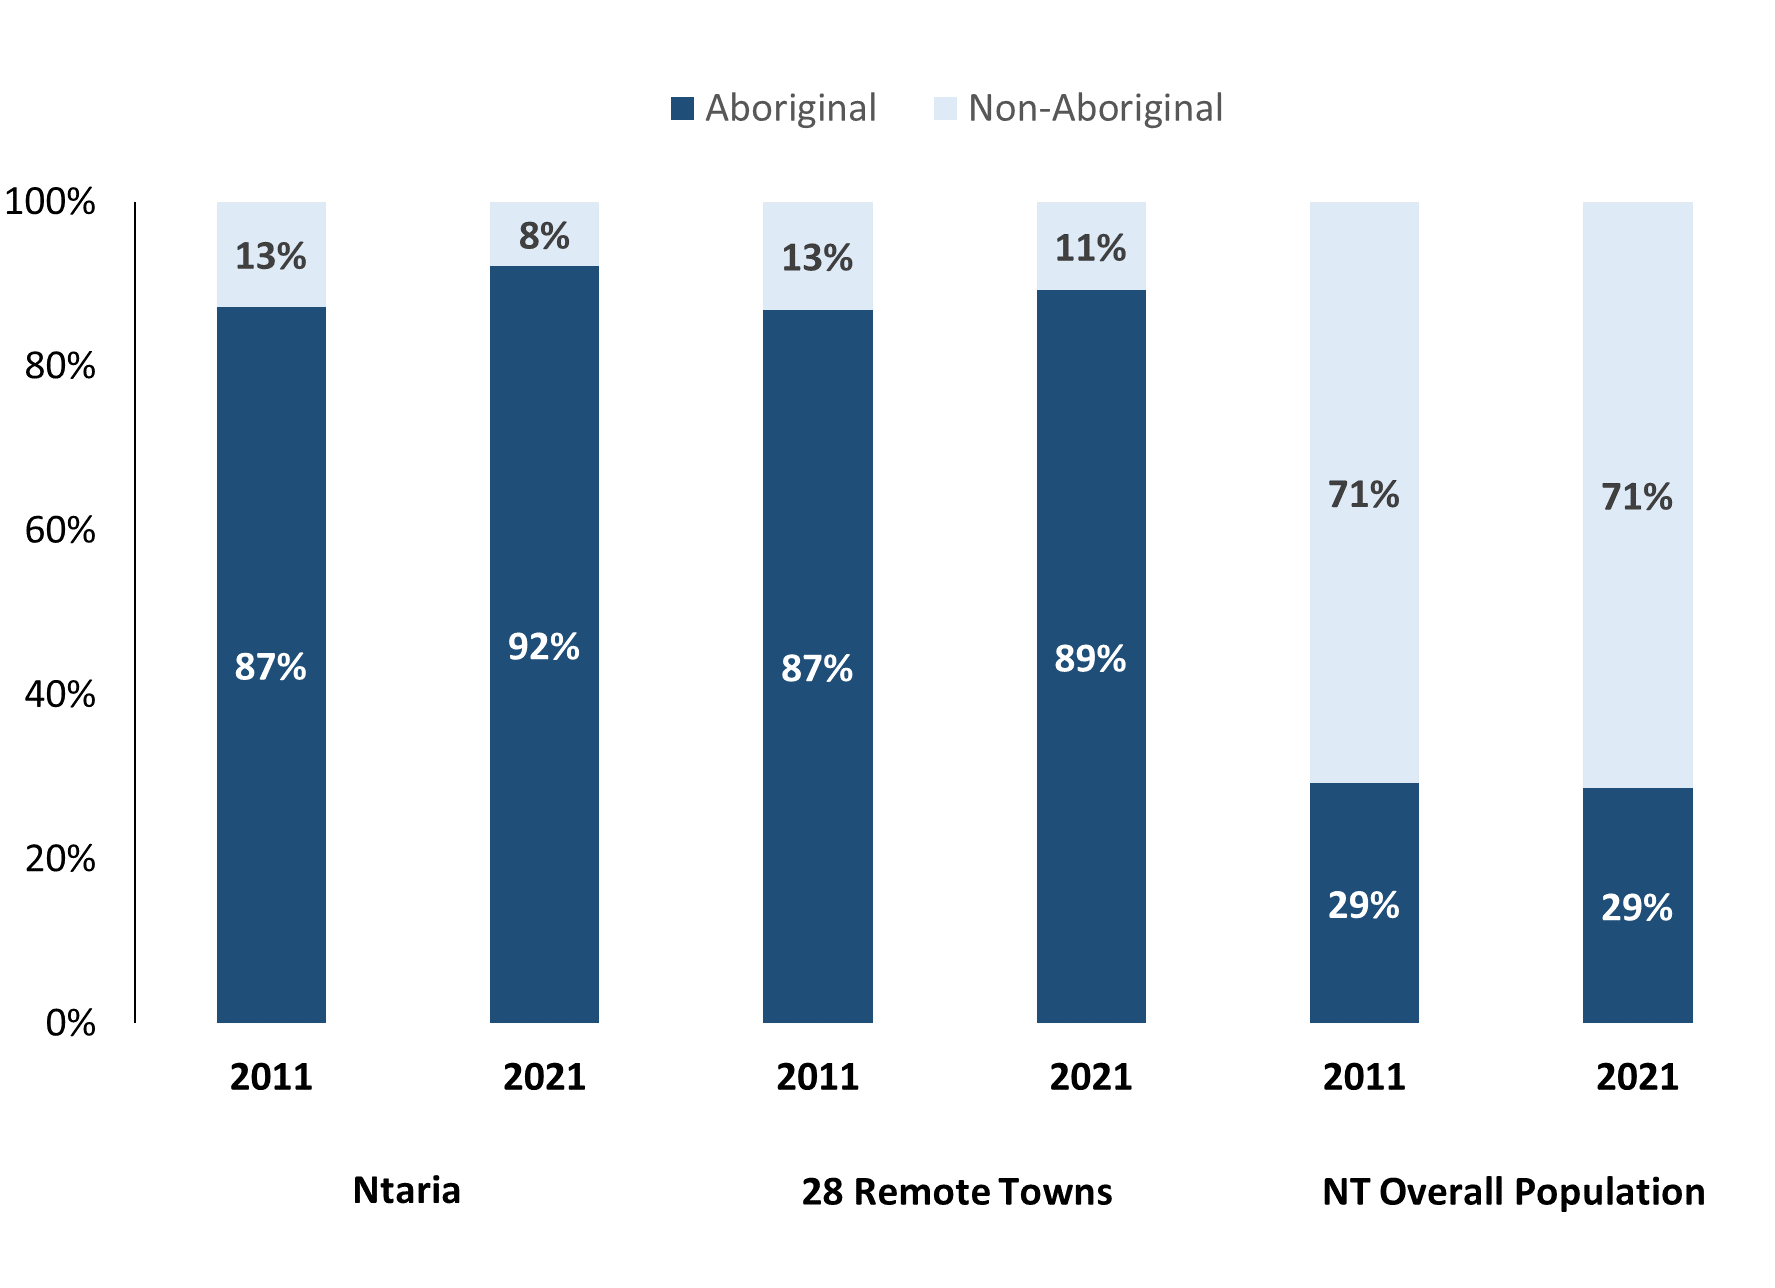 Aboriginal Non-Aboriginal
100%
80%
60%
40%
20%
0%
13% 8% 13% 11% 71% 71%
87% 92% 87% 89% 29% 29%
2011 2021 2011 2021 2011 2021
Ntaria 28 Remote Towns NT Overall Population